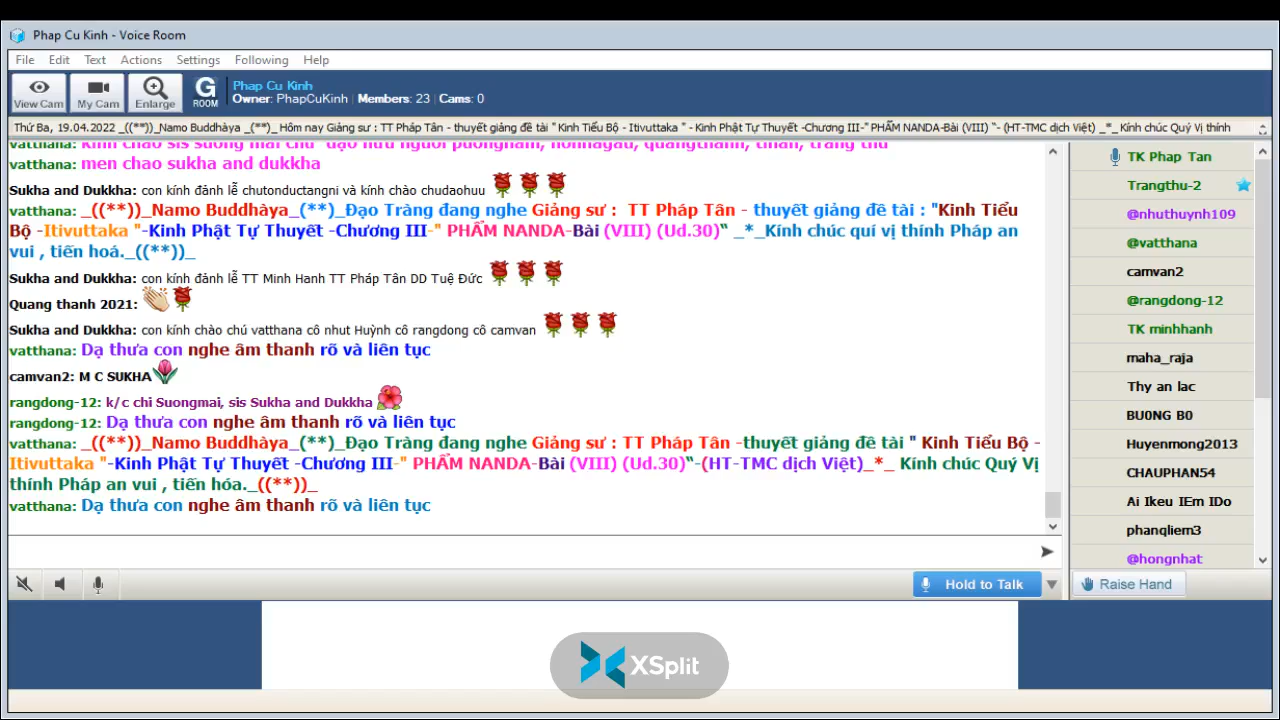 Phap Cu Kinh - Voice Room
File Edit Text Actions Settings Following Help
View Cam My Cam Enlarge G ROOM
Phap Cu Kinh
Owner: PhapCuKinh | Members: 23 | Cams: 0
Thứ Ba, 19.04.2022 _((**))_Namo Buddhàya _(**)_ Hôm nay Giảng sư : TT Pháp Tân - thuyết giảng đề tài " Kinh Tiểu Bộ - Itivuttaka " - Kinh Phật Tự Thuyết -Chương III-" PHẨM NANDA-Bài (VIII) "- (HT-TMC dịch Việt) _*_ Kính chúc Quý Vị thính
vatthana: kính chào sis suong mai chú đạo hữu
vatthana: men chao sukha and dukkha
Sukha and Dukkha: con kính đảnh lễ chutonductangni và kính chào chudaohuu
vatthana: _((**))_Namo Buddhàya_(**)_Đạo Tràng đang nghe Giảng sư : TT Pháp Tân - thuyết giảng đề tài : "Kinh Tiểu
Bộ -Itivuttaka "-Kinh Phật Tự Thuyết -Chương III-" PHẨM NANDA-Bài (VIII) (Ud.30)“ _*_Kính chúc quí vị thính Pháp an
vui , tiến hoá._((**))_
Sukha and Dukkha: con kính đảnh lễ TT Minh Hanh TT Pháp Tân DD Tuệ Đức
Quang thanh 2021:
Sukha and Dukkha: con kính chào chú vatthana cô nhut Huỳnh cô rangdong cô camvan
vatthana: Dạ thưa con nghe âm thanh rõ và liên tục
camvan2: M C SUKHA
rangdong-12: k/c chi Suongmai, sis Sukha and Dukkha
rangdong-12: Dạ thưa con nghe âm thanh rõ và liên tục
vatthana: _((**))_Namo Buddhàya_(**)_Đạo Tràng đang nghe Giảng sư : TT Pháp Tân -thuyết giảng đề tài " Kinh Tiểu Bộ -
Itivuttaka "-Kinh Phật Tự Thuyết -Chương III-" PHẨM NANDA-Bài (VIII) (Ud.30)“-(HT-TMC dịch Việt)_*_ Kính chúc Quý Vị
thính Pháp an vui , tiến hóa._((**))_
vatthana: Dạ thưa con nghe âm thanh rõ và liên tục
TK Phap Tan
Trangthu-2
@nhuthuynh109
@vatthana
camvan2
@rangdong-12
TK minhhanh
maha_raja
Thy an lac
BU0NG B0
Huyenmong2013
CHAUPHAN54
Ai Ikeu IEm IDo
phanqliem3
@hongnhat
Hold to Talk
Raise Hand
XSplit